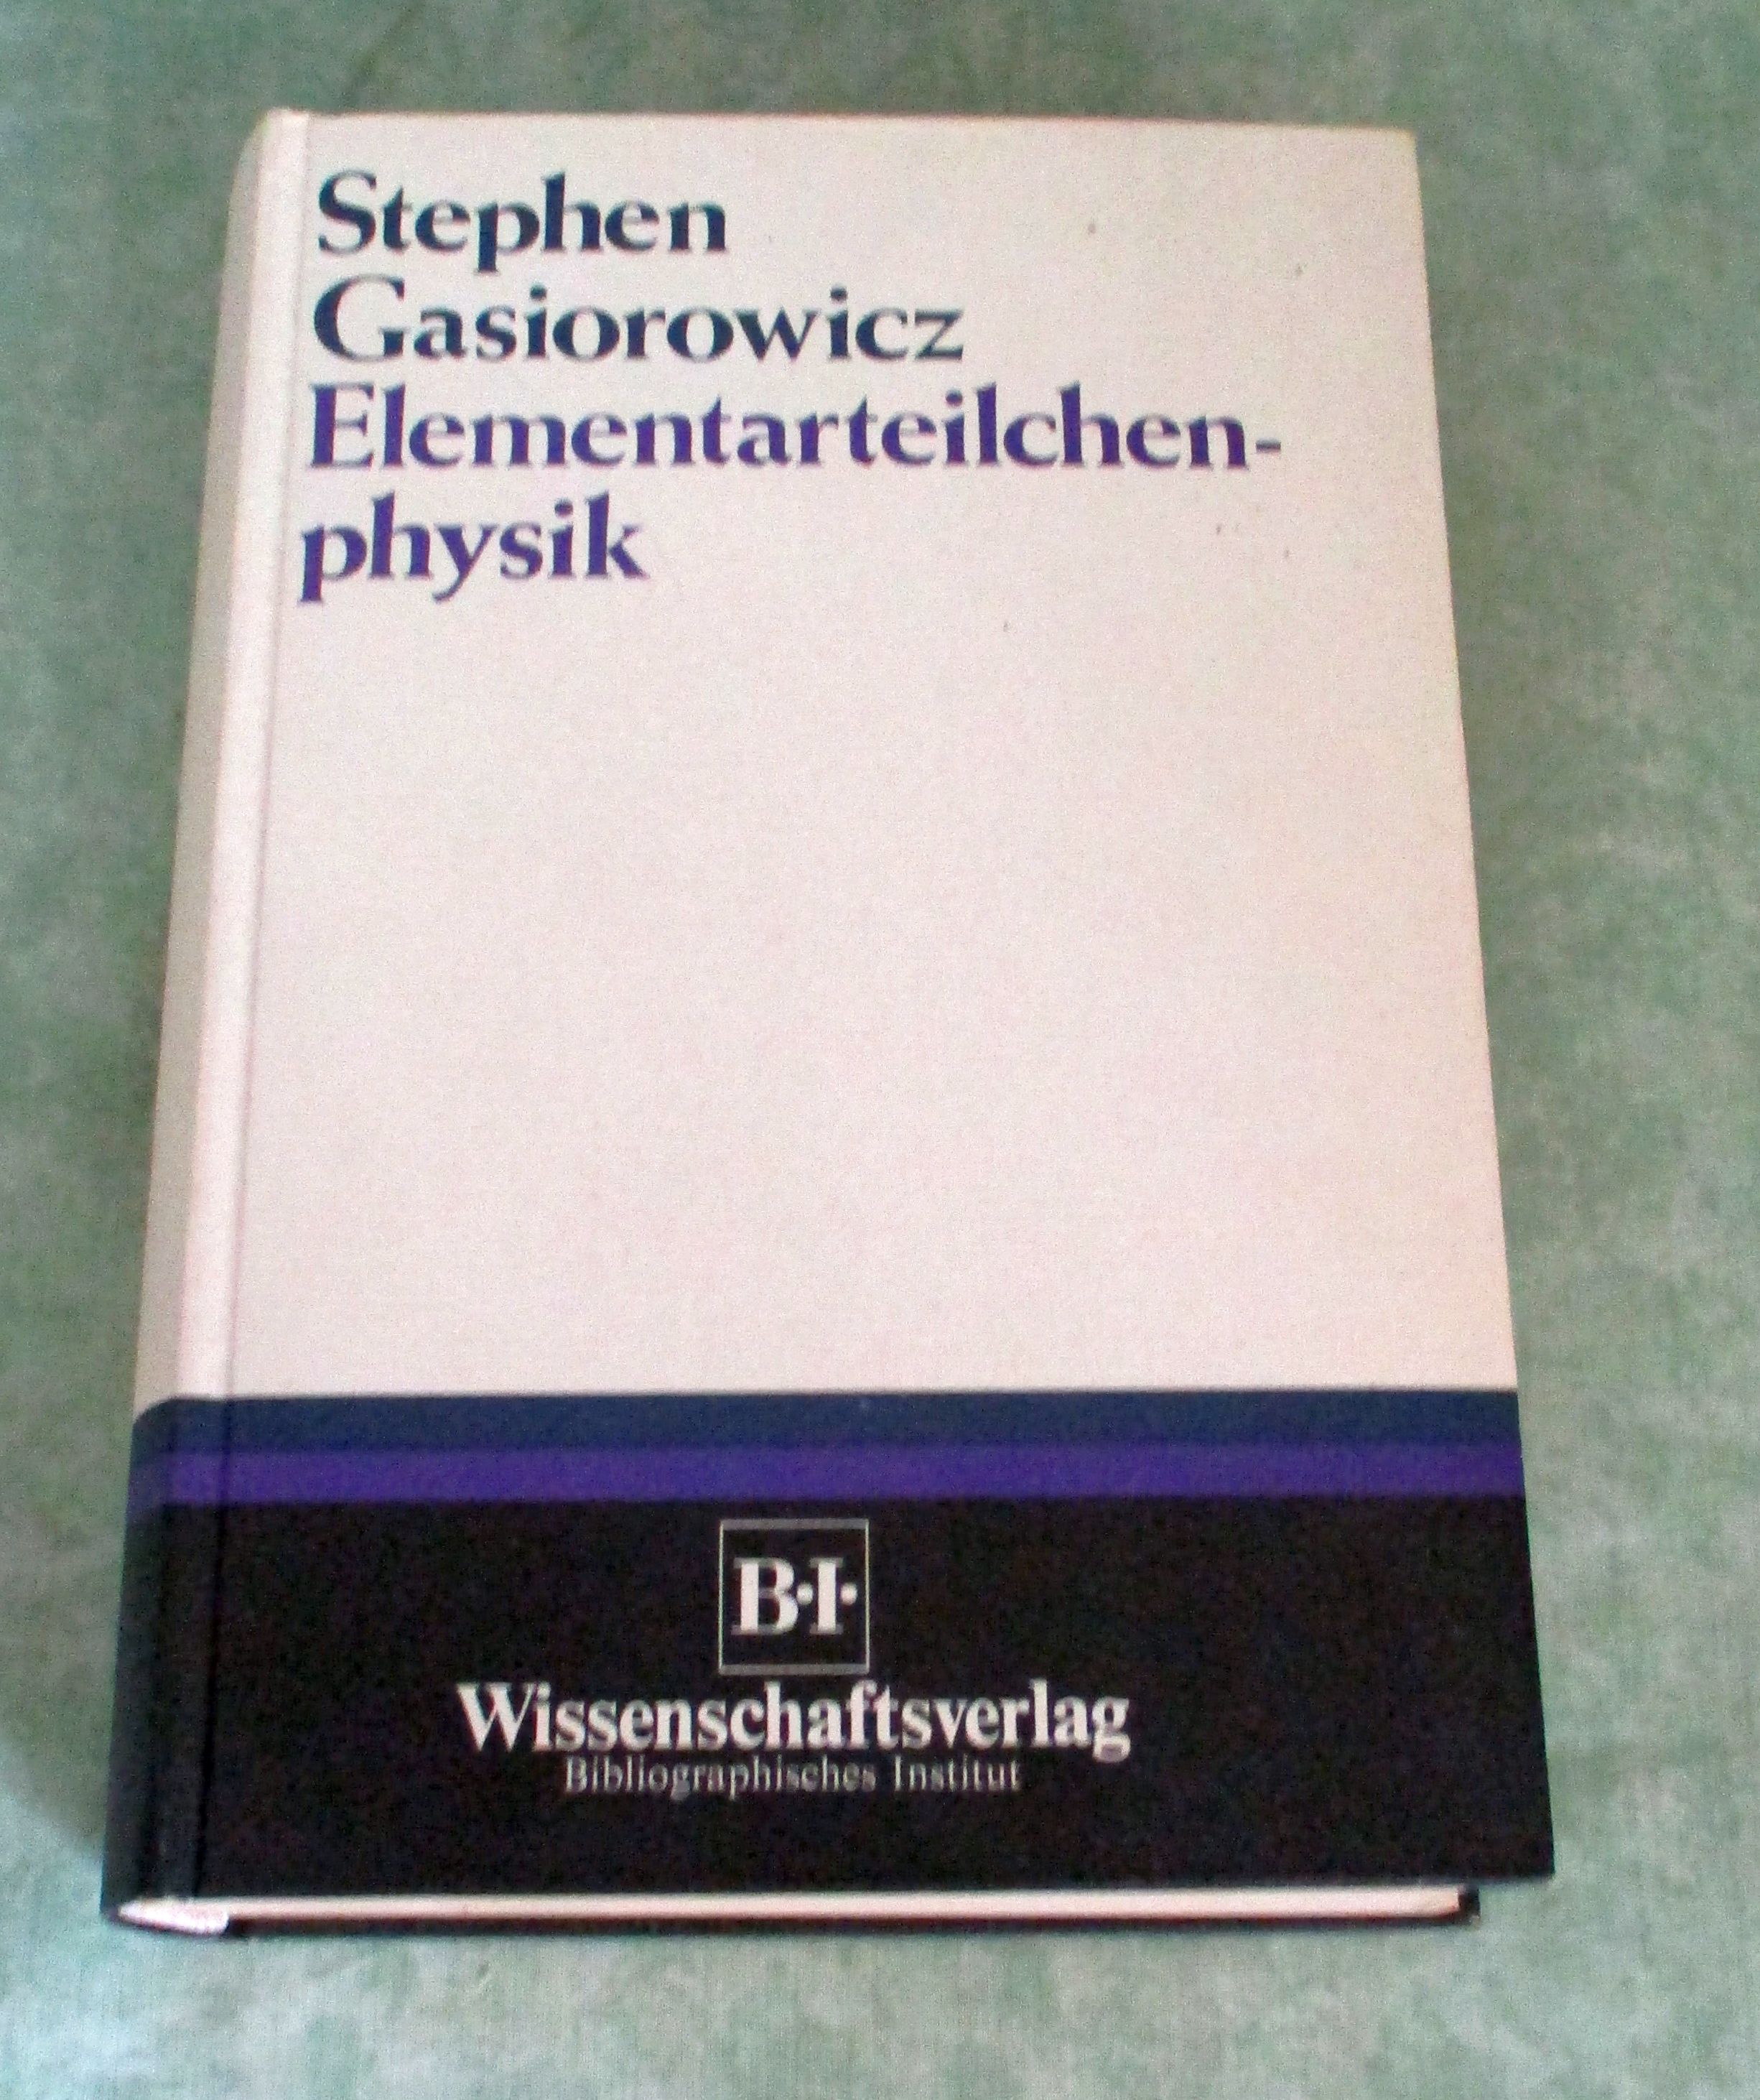 Stephen
Gasiorowicz
Elementarteilchen-
physik
B·I·
Wissenschaftsverlag
Bibliographisches Institut